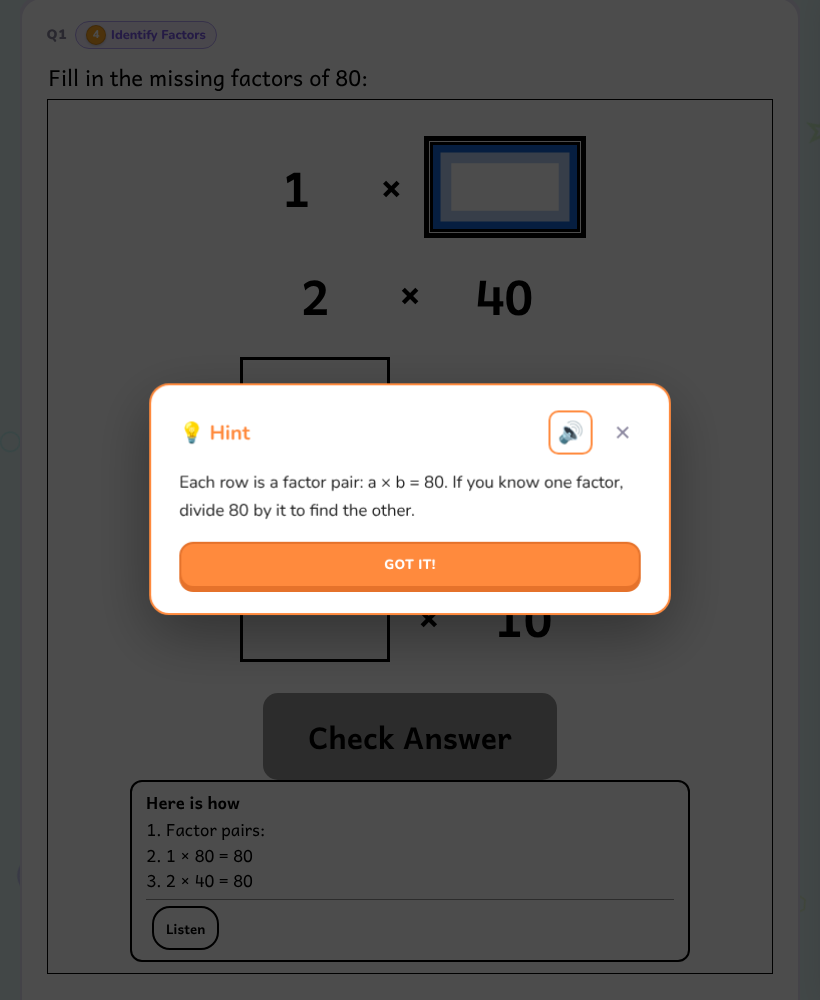 Q1 4 Identify Factors
Fill in the missing factors of 80:
1 ×
2 × 40
💡 Hint 🔊 ✕
Each row is a factor pair: a × b = 80. If you know one factor,
divide 80 by it to find the other.
GOT IT!
× 10
Check Answer
Here is how
1. Factor pairs:
2. 1 × 80 = 80
3. 2 × 40 = 80
Listen